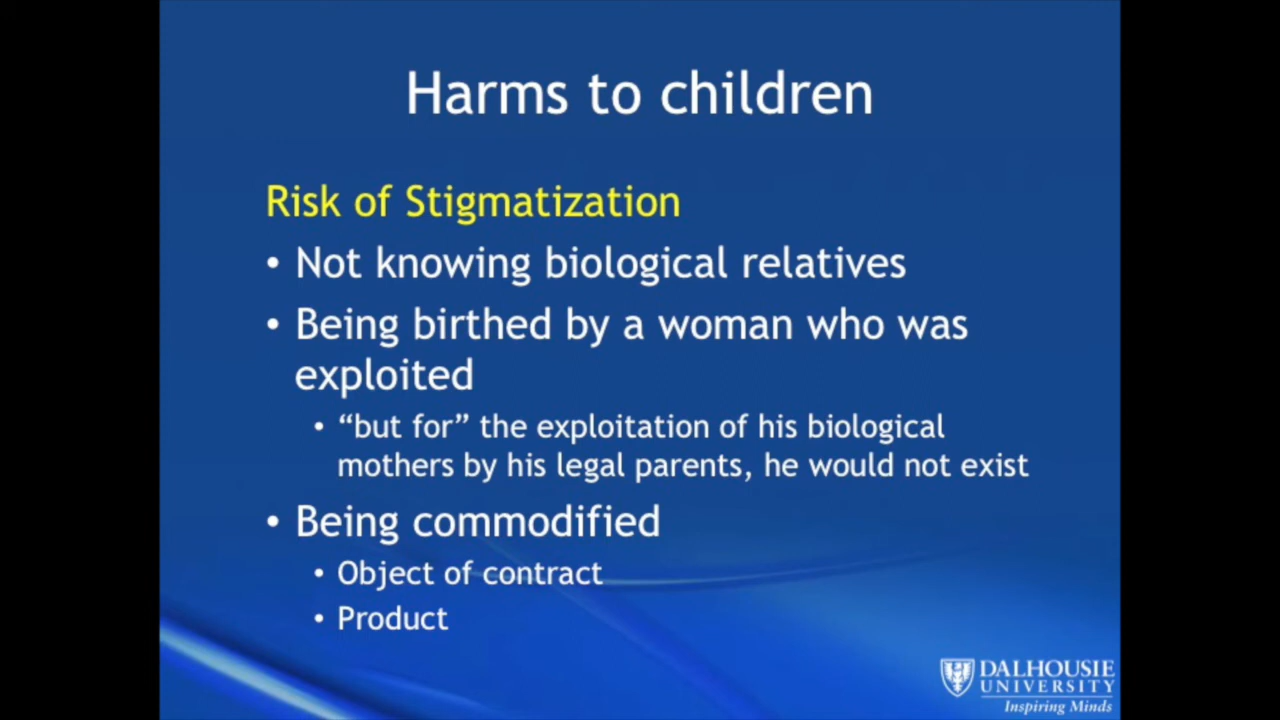 Harms to children
Risk of Stigmatization
• Not knowing biological relatives
• Being birthed by a woman who was
exploited
• “but for” the exploitation of his biological
mothers by his legal parents, he would not exist
• Being commodified
• Object of contract
• Product
DALHOUSIE
UNIVERSITY
Inspiring Minds